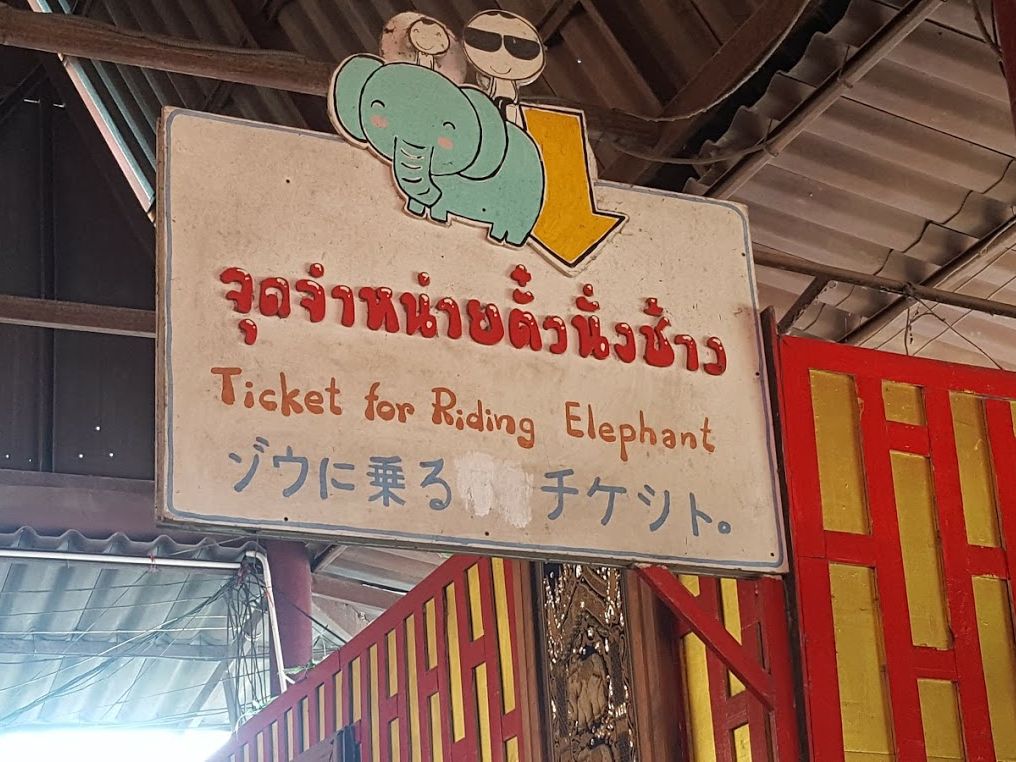 จุดจำหน่ายตั๋วนั่งช้าง
Ticket for Riding Elephant
ジウに乗る チケシト。